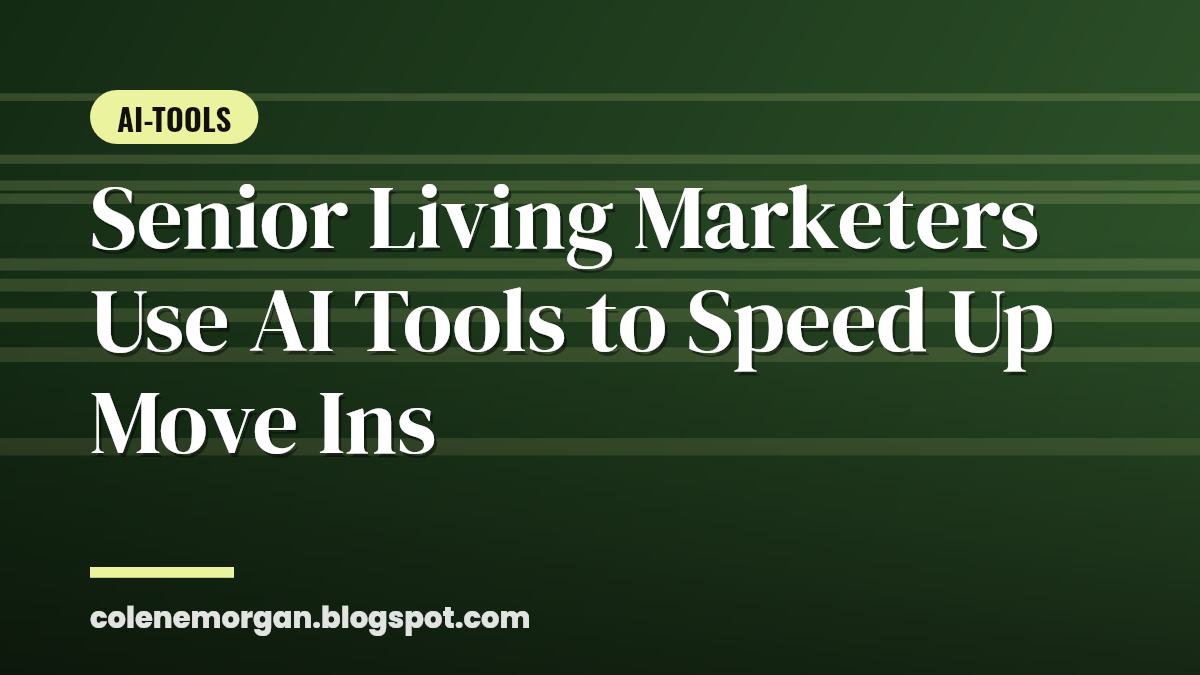 AI-TOOLS
Senior Living Marketers
Use AI Tools to Speed Up
Move Ins
colenemorgan.blogspot.com